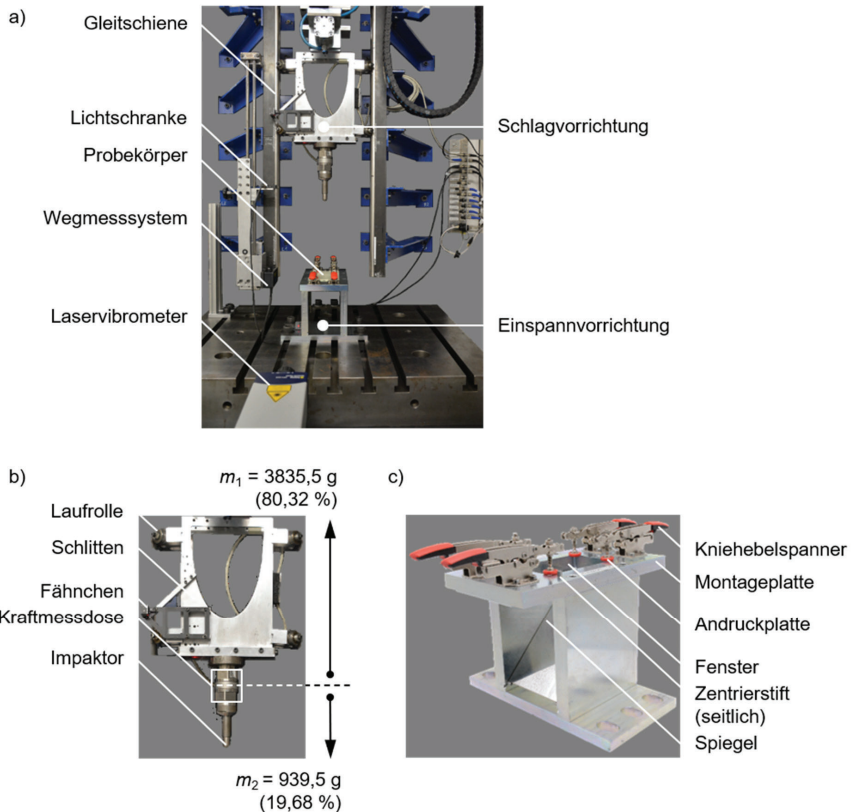 a)
Gleitschiene
Lichtschranke
Probekörper
Wegmesssystem
Laservibrometer
Schlagvorrichtung
Einspannvorrichtung
b)
m₁ = 3835,5 g
(80,32 %)
Laufrolle
Schlitten
Fähnchen
Kraftmessdose
Impaktor
m₂ = 939,5 g
(19,68 %)
c)
Kniehebelspanner
Montageplatte
Andruckplatte
Fenster
Zentrierstift
(seitlich)
Spiegel